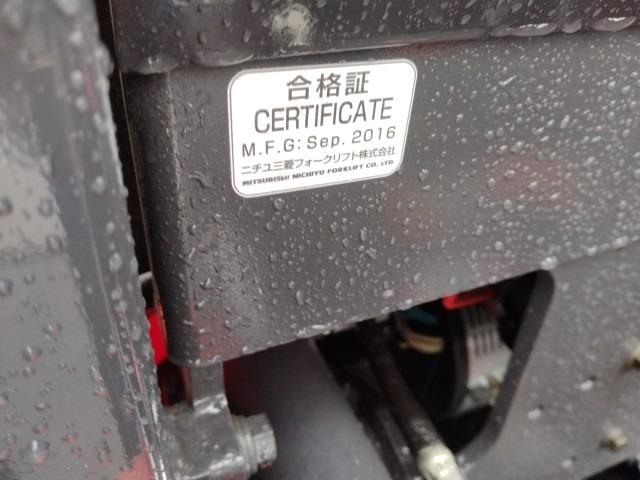 合格証
CERTIFICATE
M.F.G: Sep. 2016
ニチユ三菱フォークリフト株式会社
MITSUBISHI NICHIYU FORKLIFT CO., LTD.